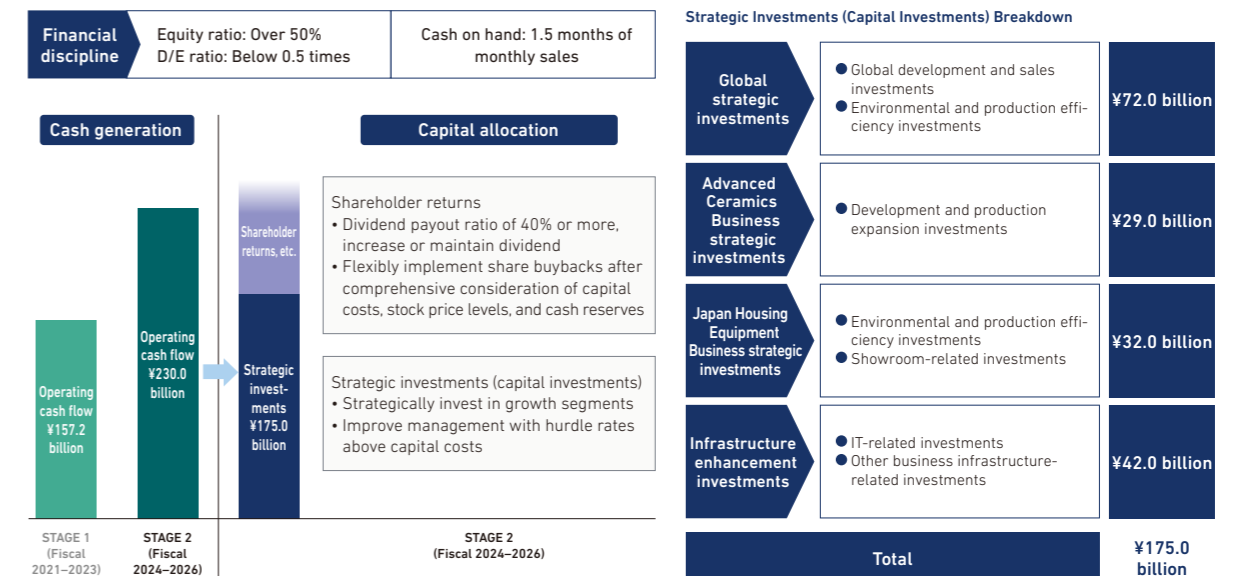 Financial
discipline
Equity ratio: Over 50%
D/E ratio: Below 0.5 times
Cash on hand: 1.5 months of
monthly sales
Cash generation
Capital allocation
Operating
cash flow
¥157.2
billion
Operating
cash flow
¥230.0
billion
Shareholder
returns, etc.
Strategic
invest-
ments
¥175.0
billion
Shareholder returns
• Dividend payout ratio of 40% or more,
increase or maintain dividend
• Flexibly implement share buybacks after
comprehensive consideration of capital
costs, stock price levels, and cash reserves
Strategic investments (capital investments)
• Strategically invest in growth segments
• Improve management with hurdle rates
above capital costs
STAGE 1
(Fiscal
2021–2023)
STAGE 2
(Fiscal
2024–2026)
STAGE 2
(Fiscal 2024–2026)
Strategic Investments (Capital Investments) Breakdown
Global
strategic
investments
● Global development and sales
investments
● Environmental and production effi-
ciency investments
¥72.0 billion
Advanced
Ceramics
Business
strategic
investments
● Development and production
expansion investments
¥29.0 billion
Japan Housing
Equipment
Business strategic
investments
● Environmental and production effi-
ciency investments
● Showroom-related investments
¥32.0 billion
Infrastructure
enhancement
investments
● IT-related investments
● Other business infrastructure-
related investments
¥42.0 billion
Total
¥175.0
billion